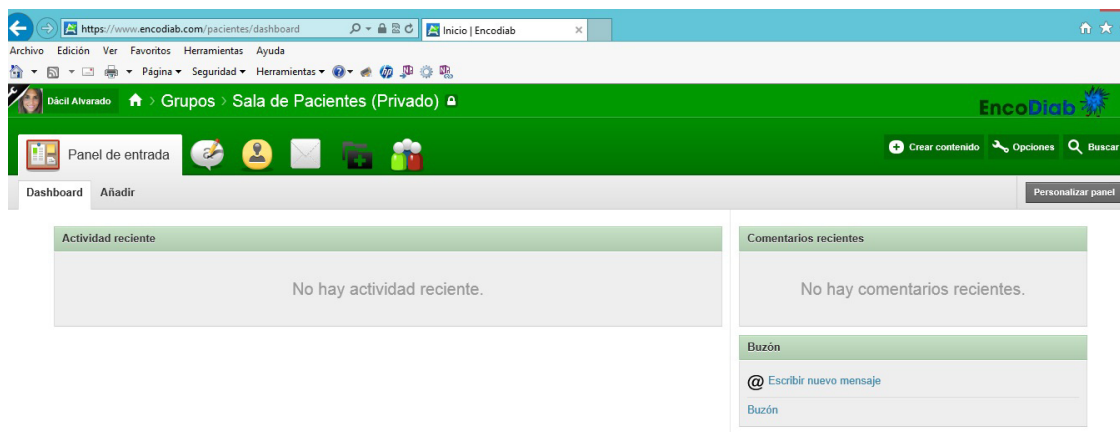 https://www.encodiab.com/pacientes/dashboard
Inicio | Encodiab
Archivo Edición Ver Favoritos Herramientas Ayuda
Página Seguridad Herramientas
Dácil Alvarado > Grupos > Sala de Pacientes (Privado)
EncoDiab
Panel de entrada
Crear contenido Opciones Buscar
Dashboard Añadir
Personalizar panel
Actividad reciente
No hay actividad reciente.
Comentarios recientes
No hay comentarios recientes.
Buzón
@ Escribir nuevo mensaje
Buzón